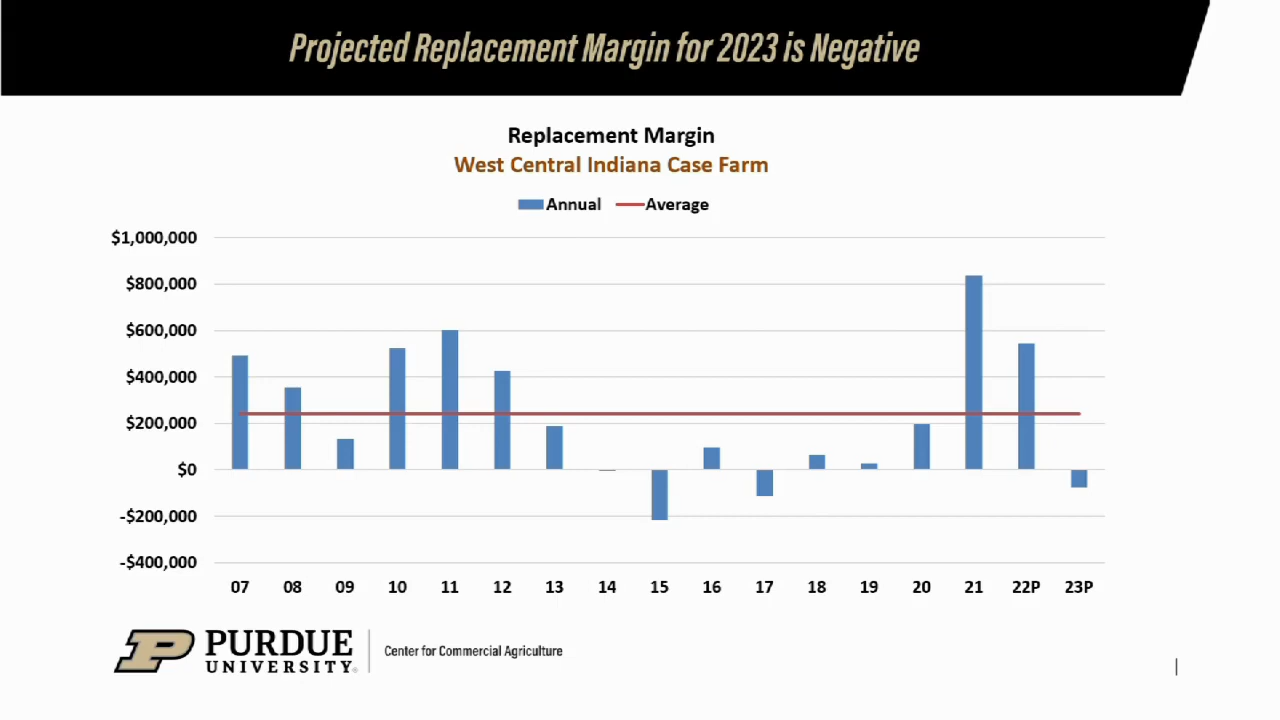 Projected Replacement Margin for 2023 is Negative
Replacement Margin
West Central Indiana Case Farm
Annual Average
$1,000,000
$800,000
$600,000
$400,000
$200,000
$0
-$200,000
-$400,000
07 08 09 10 11 12 13 14 15 16 17 18 19 20 21 22P 23P
P PURDUE
UNIVERSITY®
Center for Commercial Agriculture